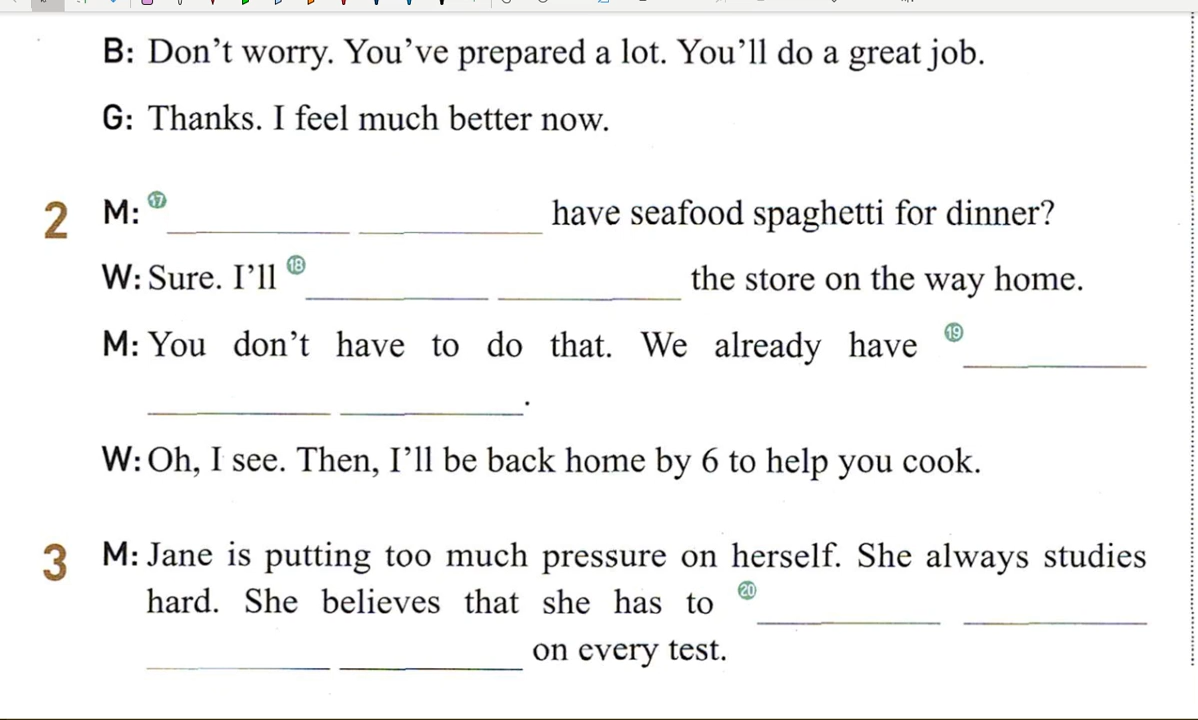 B: Don't worry. You've prepared a lot. You'll do a great job.
G: Thanks. I feel much better now.
2 M: ⑰ ____ ____ have seafood spaghetti for dinner?
W: Sure. I'll ⑱ ____ ____ the store on the way home.
M: You don't have to do that. We already have ⑲ ____
____ ____.
W: Oh, I see. Then, I'll be back home by 6 to help you cook.
3 M: Jane is putting too much pressure on herself. She always studies
hard. She believes that she has to ⑳ ____ ____
____ ____ on every test.